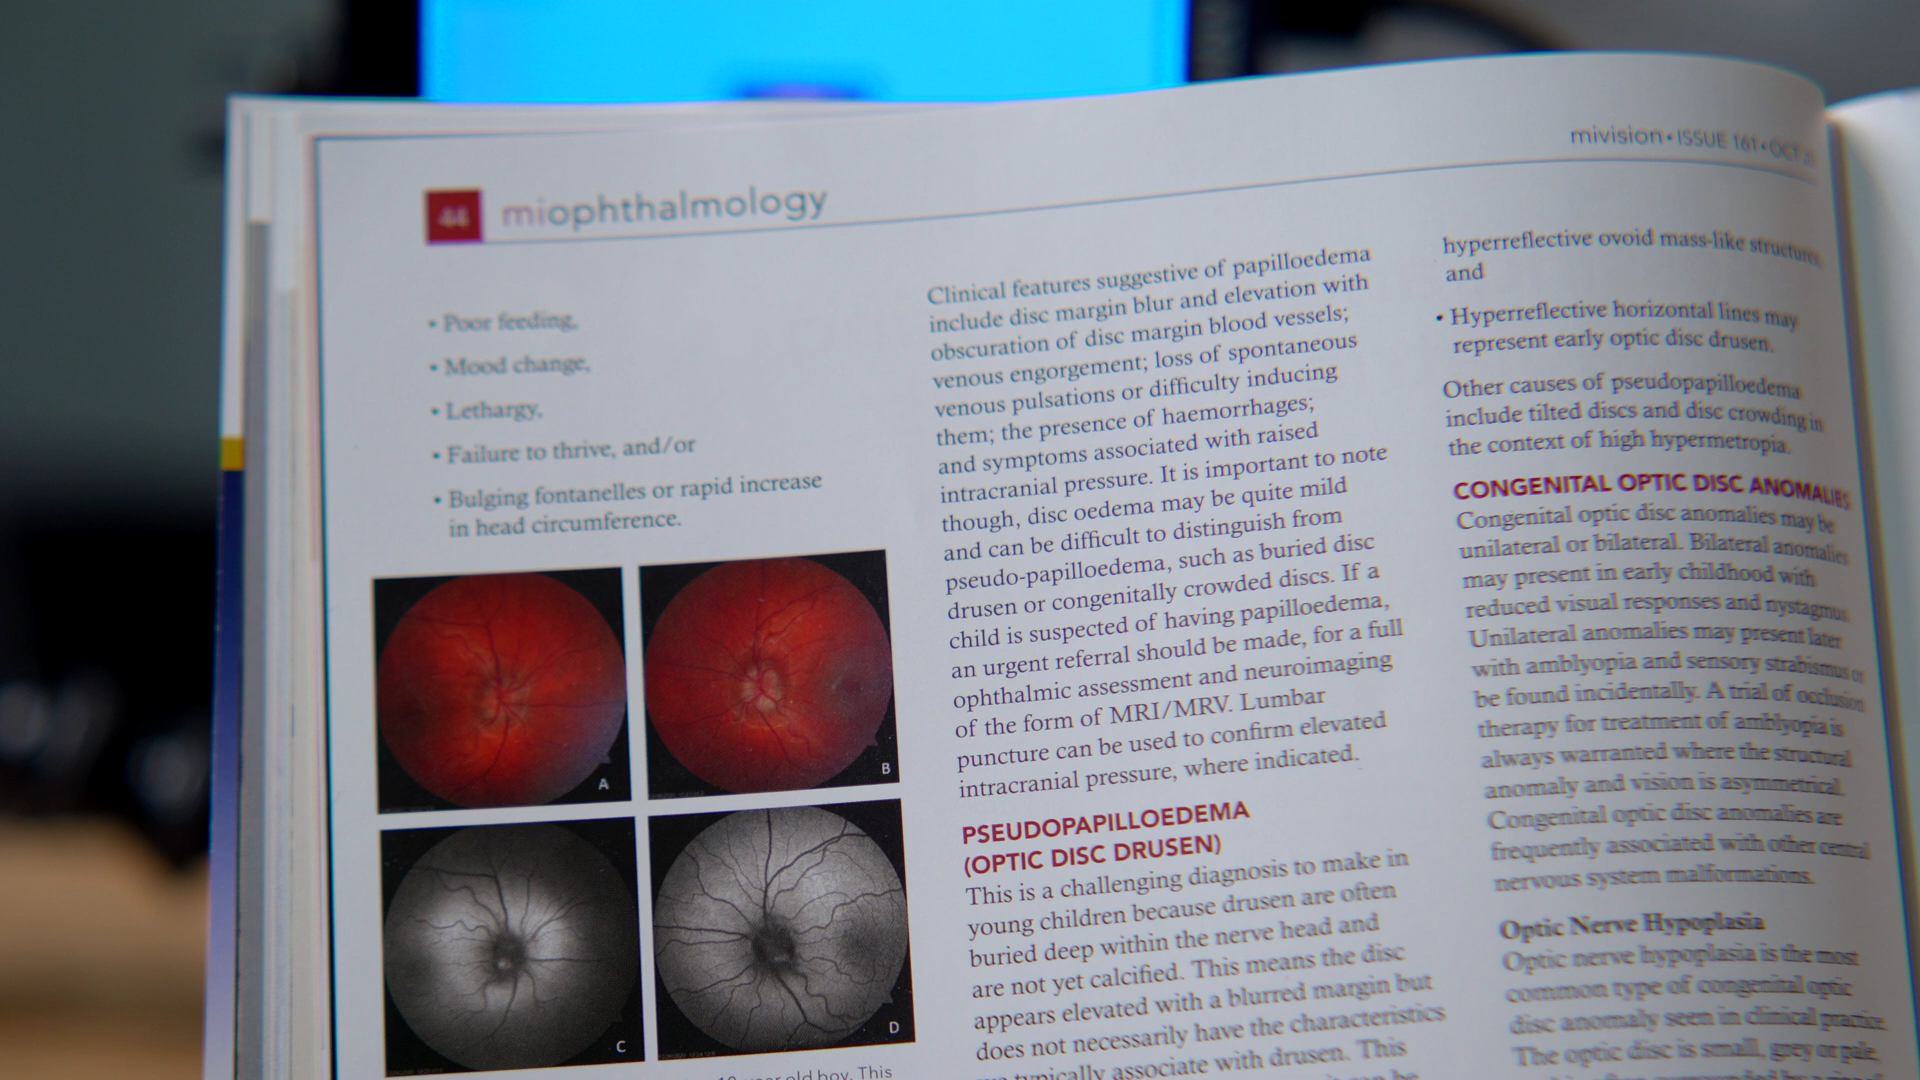 mivision • ISSUE 161 • OCT 21
44 miophthalmology
• Poor feeding,
• Mood change,
• Lethargy,
• Failure to thrive, and/or
• Bulging fontanelles or rapid increase
in head circumference.
A
B
C
D
year old boy. This
Clinical features suggestive of papilloedema
include disc margin blur and elevation with
obscuration of disc margin blood vessels;
venous engorgement; loss of spontaneous
venous pulsations or difficulty inducing
them; the presence of haemorrhages;
and symptoms associated with raised
intracranial pressure. It is important to note
though, disc oedema may be quite mild
and can be difficult to distinguish from
pseudo-papilloedema, such as buried disc
drusen or congenitally crowded discs. If a
child is suspected of having papilloedema,
an urgent referral should be made, for a full
ophthalmic assessment and neuroimaging
of the form of MRI/MRV. Lumbar
puncture can be used to confirm elevated
intracranial pressure, where indicated.
PSEUDOPAPILLOEDEMA
(OPTIC DISC DRUSEN)
This is a challenging diagnosis to make in
young children because drusen are often
buried deep within the nerve head and
are not yet calcified. This means the disc
appears elevated with a blurred margin but
does not necessarily have the characteristics
typically associate with drusen. This
can be
hyperreflective ovoid mass-like structures
and
• Hyperreflective horizontal lines may
represent early optic disc drusen.
Other causes of pseudopapilloedema
include tilted discs and disc crowding in
the context of high hypermetropia.
CONGENITAL OPTIC DISC ANOMALIES
Congenital optic disc anomalies may be
unilateral or bilateral. Bilateral anomalies
may present in early childhood with
reduced visual responses and nystagmus.
Unilateral anomalies may present later
with amblyopia and sensory strabismus or
be found incidentally. A trial of occlusion
therapy for treatment of amblyopia is
always warranted where the structural
anomaly and vision is asymmetrical.
Congenital optic disc anomalies are
frequently associated with other central
nervous system malformations.
Optic Nerve Hypoplasia
Optic nerve hypoplasia is the most
common type of congenital optic
disc anomaly seen in clinical practice.
The optic disc is small, grey or pale,